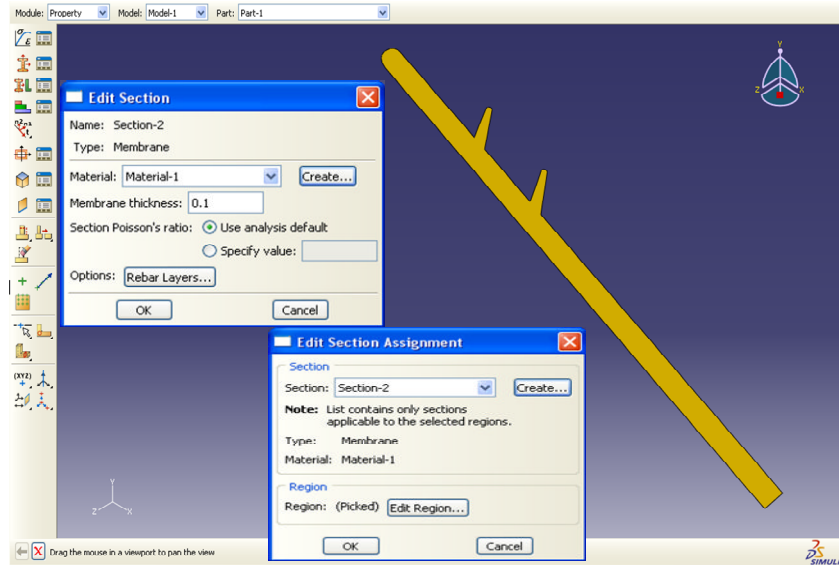 Module: Property Model: Model-1 Part: Part-1
Edit Section
Name: Section-2
Type: Membrane
Material: Material-1 Create...
Membrane thickness: 0.1
Section Poisson's ratio: Use analysis default
Specify value:
Options: Rebar Layers...
OK Cancel
Edit Section Assignment
Section
Section: Section-2 Create...
Note: List contains only sections
applicable to the selected regions.
Type: Membrane
Material: Material-1
Region
Region: (Picked) Edit Region...
OK Cancel
Y
Z X
Y
Z X
(XYZ)
Drag the mouse in a viewport to pan the view
SIMUL